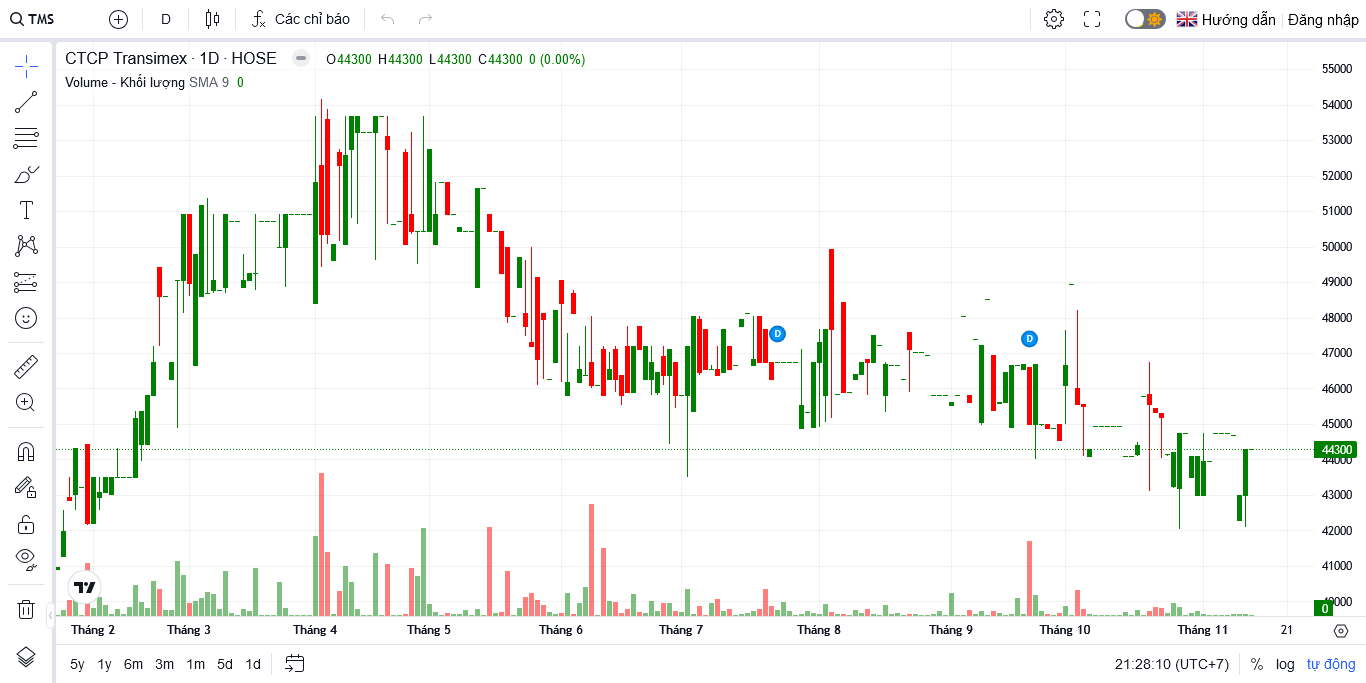 TMS D Các chỉ báo Hướng dẫn Đăng nhập
CTCP Transimex · 1D · HOSE O44300 H44300 L44300 C44300 0 (0.00%)
Volume - Khối lượng SMA 9 0
55000
54000
53000
52000
51000
50000
49000
48000
47000
46000
45000
44300
44000
43000
42000
41000
40000
0
D
D
T
Tháng 2 Tháng 3 Tháng 4 Tháng 5 Tháng 6 Tháng 7 Tháng 8 Tháng 9 Tháng 10 Tháng 11 21
5y 1y 6m 3m 1m 5d 1d 21:28:10 (UTC+7) % log tự động